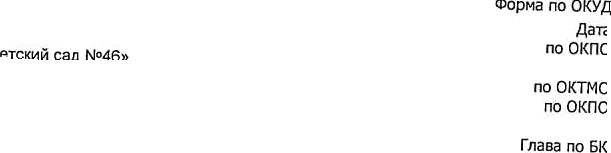 Форма по ОКУД
Дата
по ОКПО
етский сад №46»
по ОКТМО
по ОКПО
Глава по БК